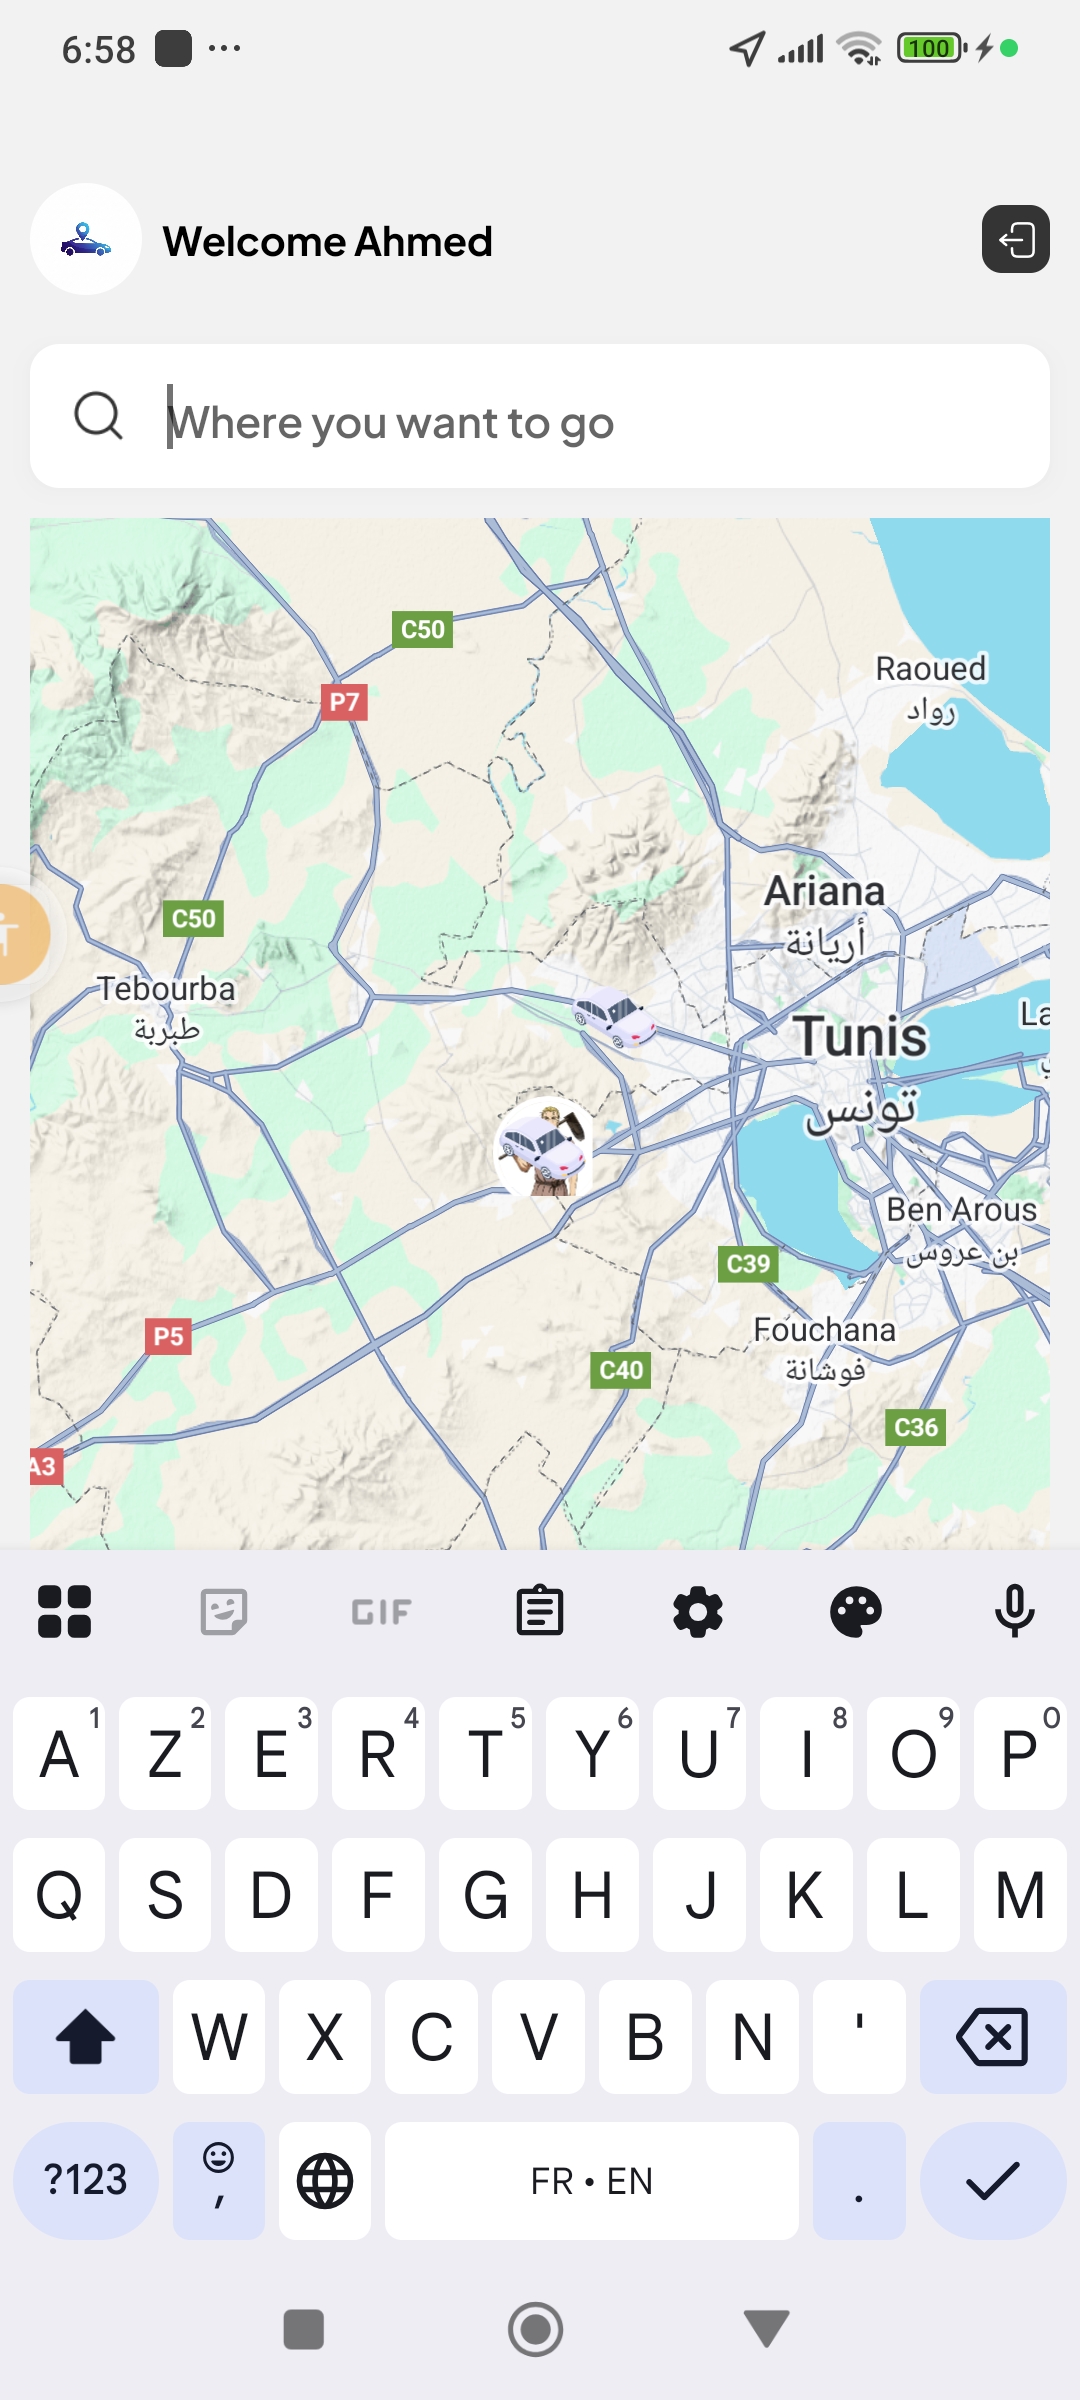 6:58
100
Welcome Ahmed
Where you want to go
C50
Raoued
رواد
P7
Ariana
أريانة
C50
Tebourba
طبربة
La
Tunis
تونس
Ben Arous
بن عروس
C39
Fouchana
فوشانة
P5
C40
C36
A3
GIF
A 1 Z 2 E 3 R 4 T 5 Y 6 U 7 I 8 O 9 P 0
Q S D F G H J K L M
W X C V B N '
?123 , FR • EN .